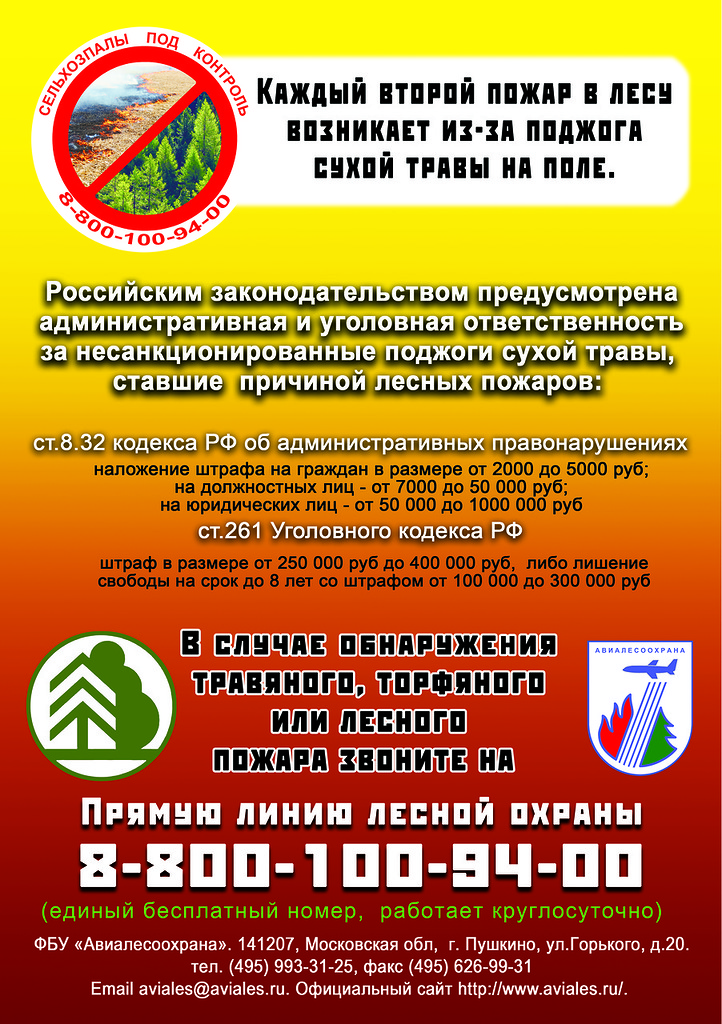 СЕЛЬХОЗПАЛЫ ПОД КОНТРОЛЬ
8-800-100-94-00
КАЖДЫЙ ВТОРОЙ ПОЖАР В ЛЕСУ
ВОЗНИКАЕТ ИЗ-ЗА ПОДЖОГА
СУХОЙ ТРАВЫ НА ПОЛЕ.
Российским законодательством предусмотрена
административная и уголовная ответственность
за несанкционированные поджоги сухой травы,
ставшие причиной лесных пожаров:
ст.8.32 кодекса РФ об административных правонарушениях
наложение штрафа на граждан в размере от 2000 до 5000 руб;
на должностных лиц - от 7000 до 50 000 руб;
на юридических лиц - от 50 000 до 1000 000 руб
ст.261 Уголовного кодекса РФ
штраф в размере от 250 000 руб до 400 000 руб, либо лишение
свободы на срок до 8 лет со штрафом от 100 000 до 300 000 руб
В СЛУЧАЕ ОБНАРУЖЕНИЯ
ТРАВЯНОГО, ТОРФЯНОГО
ИЛИ ЛЕСНОГО
ПОЖАРА ЗВОНИТЕ НА
АВИАЛЕСООХРАНА
ПРЯМУЮ ЛИНИЮ ЛЕСНОЙ ОХРАНЫ
8-800-100-94-00
(единый бесплатный номер, работает круглосуточно)
ФБУ «Авиалесоохрана». 141207, Московская обл, г. Пушкино, ул.Горького, д.20.
тел. (495) 993-31-25, факс (495) 626-99-31
Email aviales@aviales.ru. Официальный сайт http://www.aviales.ru/.